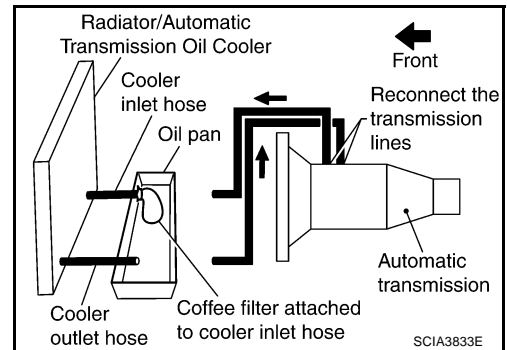 Radiator/Automatic
Transmission Oil Cooler
Front
Cooler
inlet hose
Reconnect the
transmission
lines
Oil pan
Automatic
transmission
Cooler
outlet hose
Coffee filter attached
to cooler inlet hose
SCIA3833E